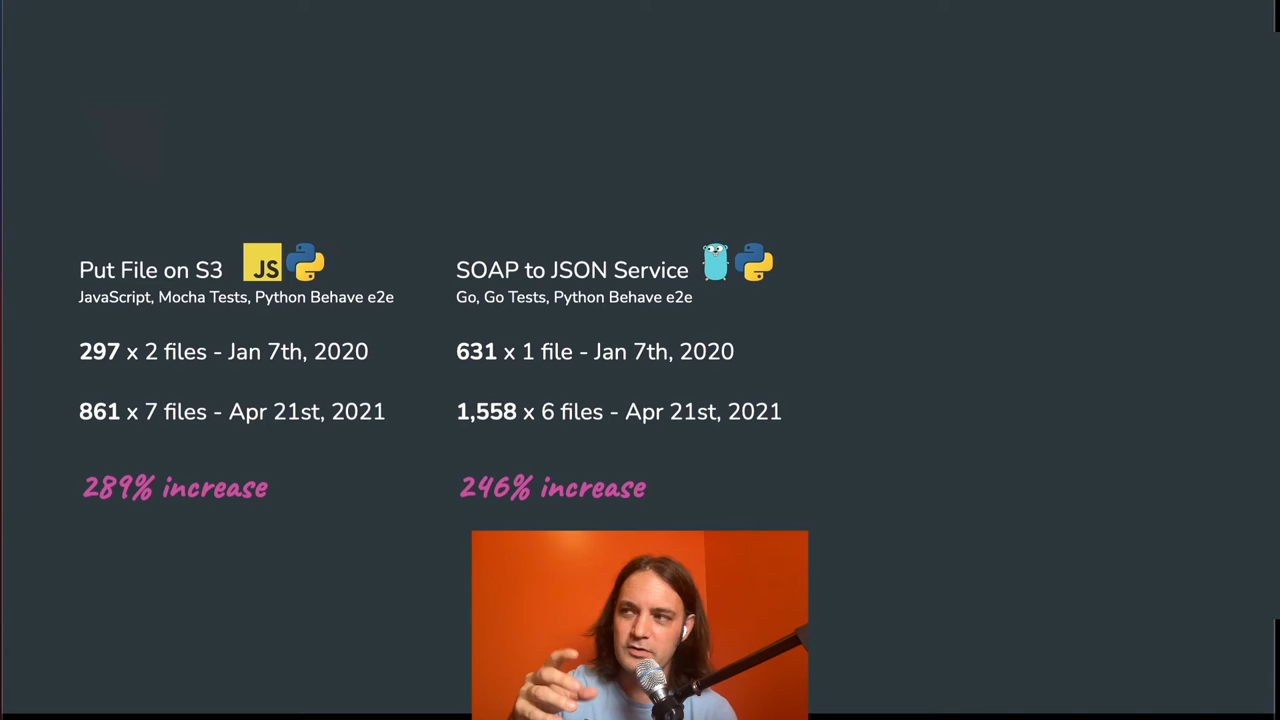 Put File on S3
JS
JavaScript, Mocha Tests, Python Behave e2e
297 x 2 files - Jan 7th, 2020
861 x 7 files - Apr 21st, 2021
289% increase
SOAP to JSON Service
Go, Go Tests, Python Behave e2e
631 x 1 file - Jan 7th, 2020
1,558 x 6 files - Apr 21st, 2021
246% increase